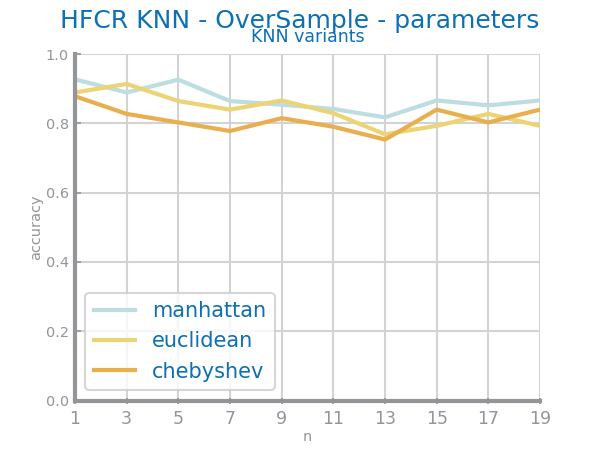 HFCR KNN - OverSample - parameters
KNN variants
1.0
0.8
0.6
0.4
0.2
0.0
accuracy
manhattan
euclidean
chebyshev
1 3 5 7 9 11 13 15 17 19
n